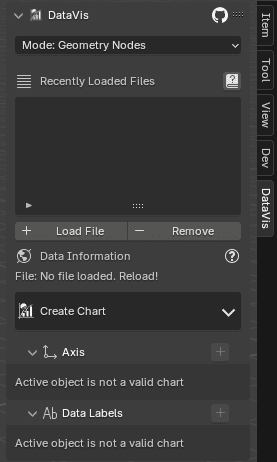 DataVis
Mode: Geometry Nodes
Recently Loaded Files
+ Load File
− Remove
Data Information
File: No file loaded. Reload!
Create Chart
Axis
Active object is not a valid chart
Ab Data Labels
Active object is not a valid chart
Item
Tool
View
Dev
DataVis